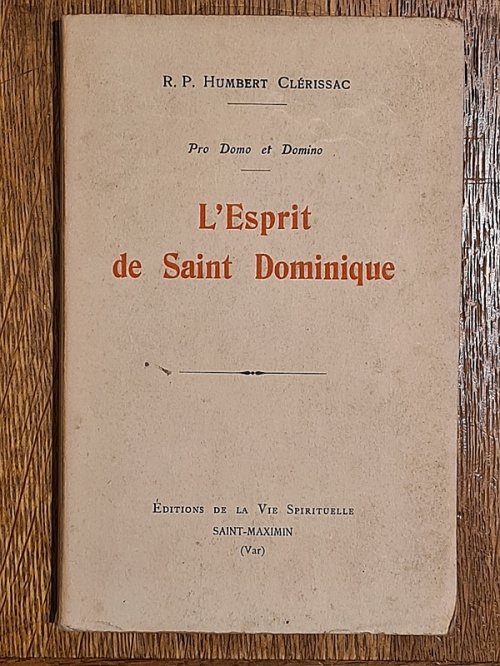 R. P. Humbert Clérissac
Pro Domo et Domino
L'Esprit
de Saint Dominique
Éditions de la Vie Spirituelle
SAINT-MAXIMIN
(Var)